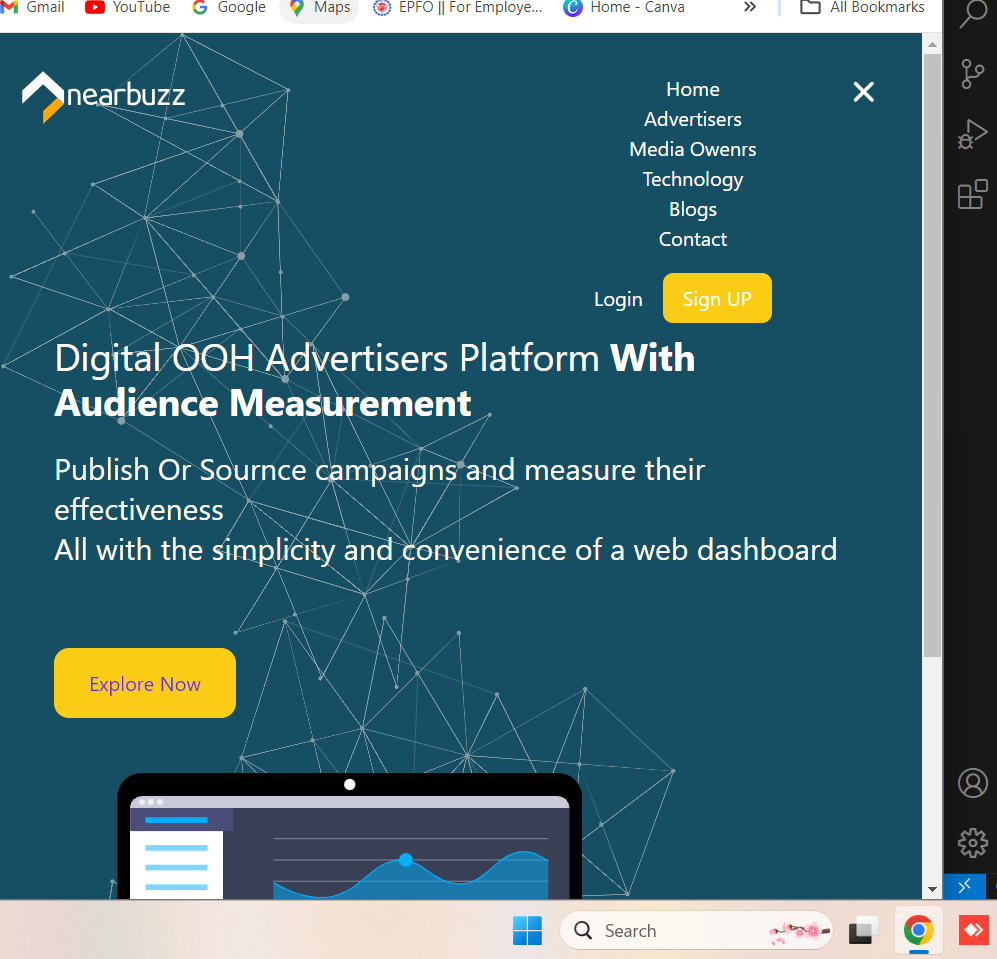 Gmail YouTube Google Maps EPFO || For Employe... Home - Canva » All Bookmarks
nearbuzz
Home
Advertisers
Media Owenrs
Technology
Blogs
Contact
Login Sign UP
Digital OOH Advertisers Platform With
Audience Measurement
Publish Or Sournce campaigns and measure their
effectiveness
All with the simplicity and convenience of a web dashboard
Explore Now
Search